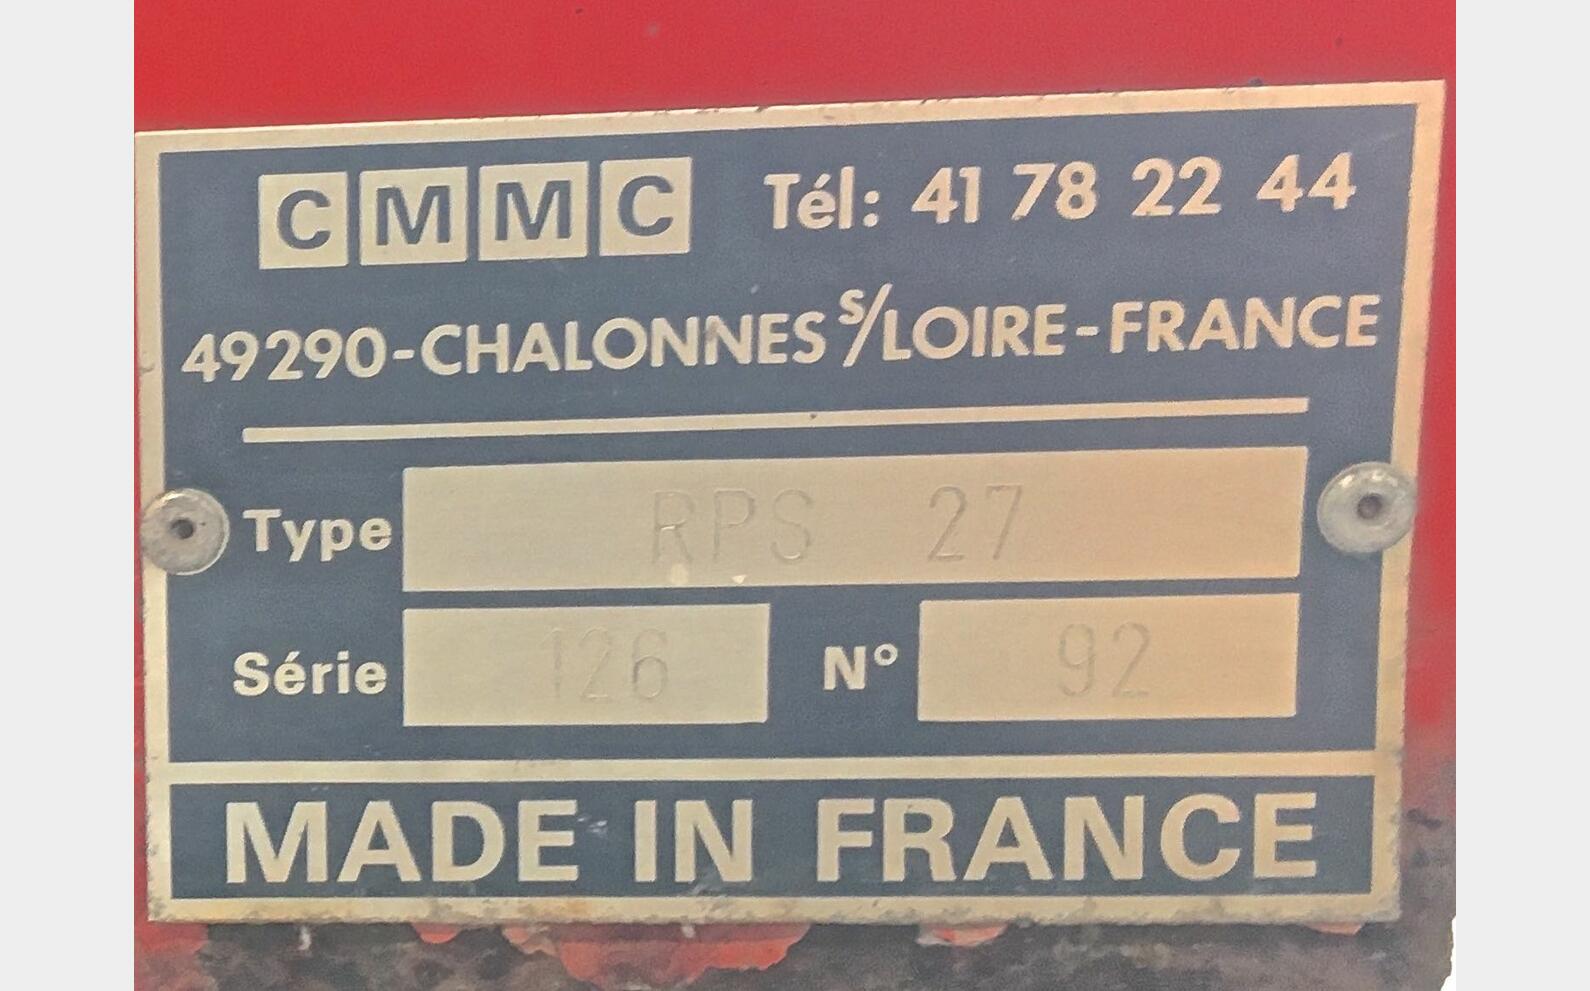 CMMC Tél: 41 78 22 44
49290-CHALONNES S/LOIRE-FRANCE
Type RPS 27
Série 126 N° 92
MADE IN FRANCE